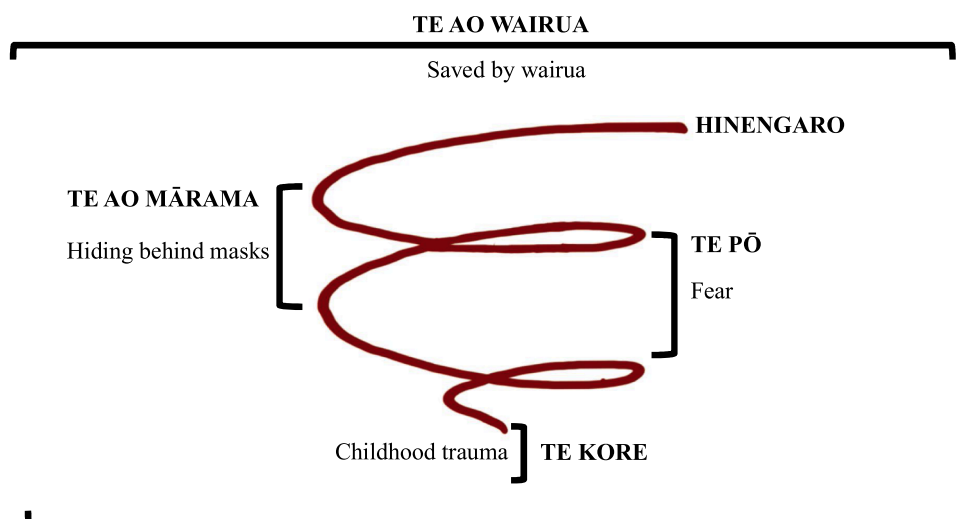 TE AO WAIRUA
Saved by wairua
HINENGARO
TE AO MĀRAMA
Hiding behind masks
TE PŌ
Fear
Childhood trauma
TE KORE